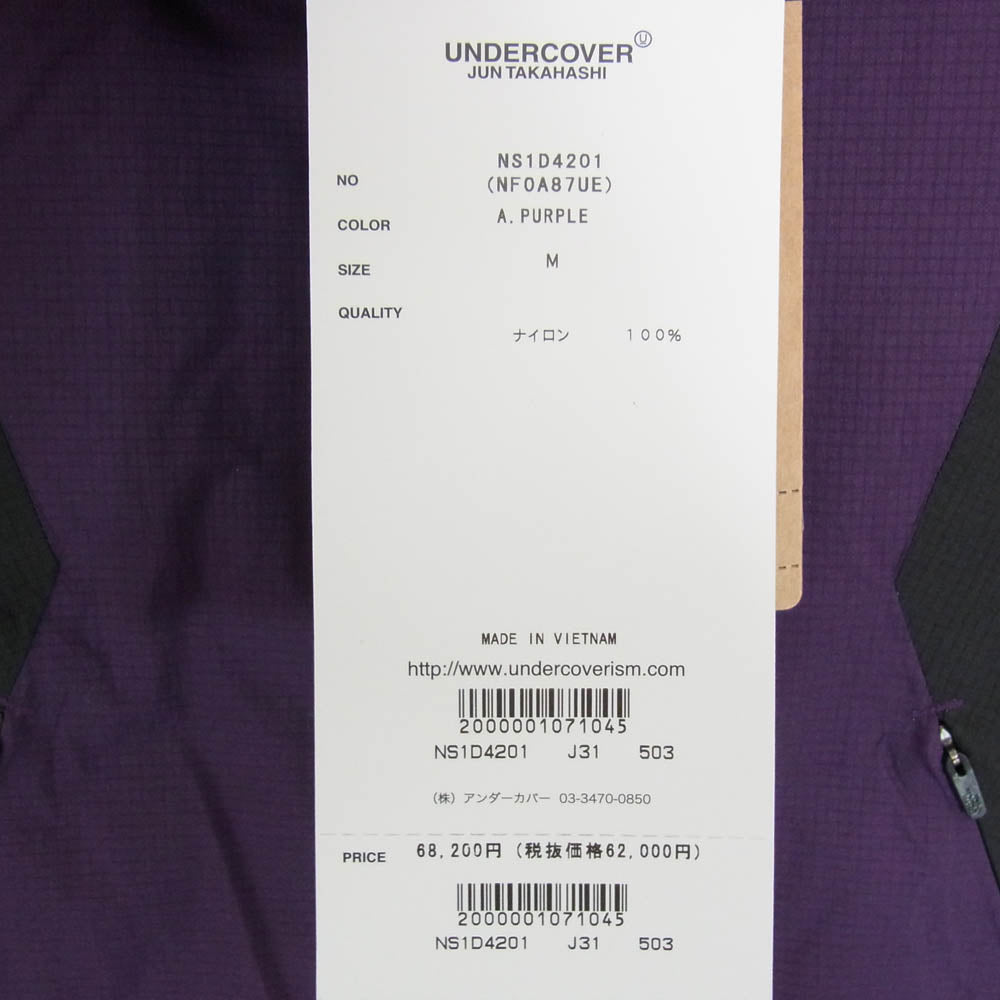 UNDERCOVER U
JUN TAKAHASHI
NO NS1D4201
(NF0A87UE)
COLOR A.PURPLE
SIZE M
QUALITY
ナイロン 100%
MADE IN VIETNAM
http://www.undercoverism.com
2000001071045
NS1D4201 J31 503
(株) アンダーカバー 03-3470-0850
PRICE 68,200円 (税抜価格62,000円)
2000001071045
NS1D4201 J31 503